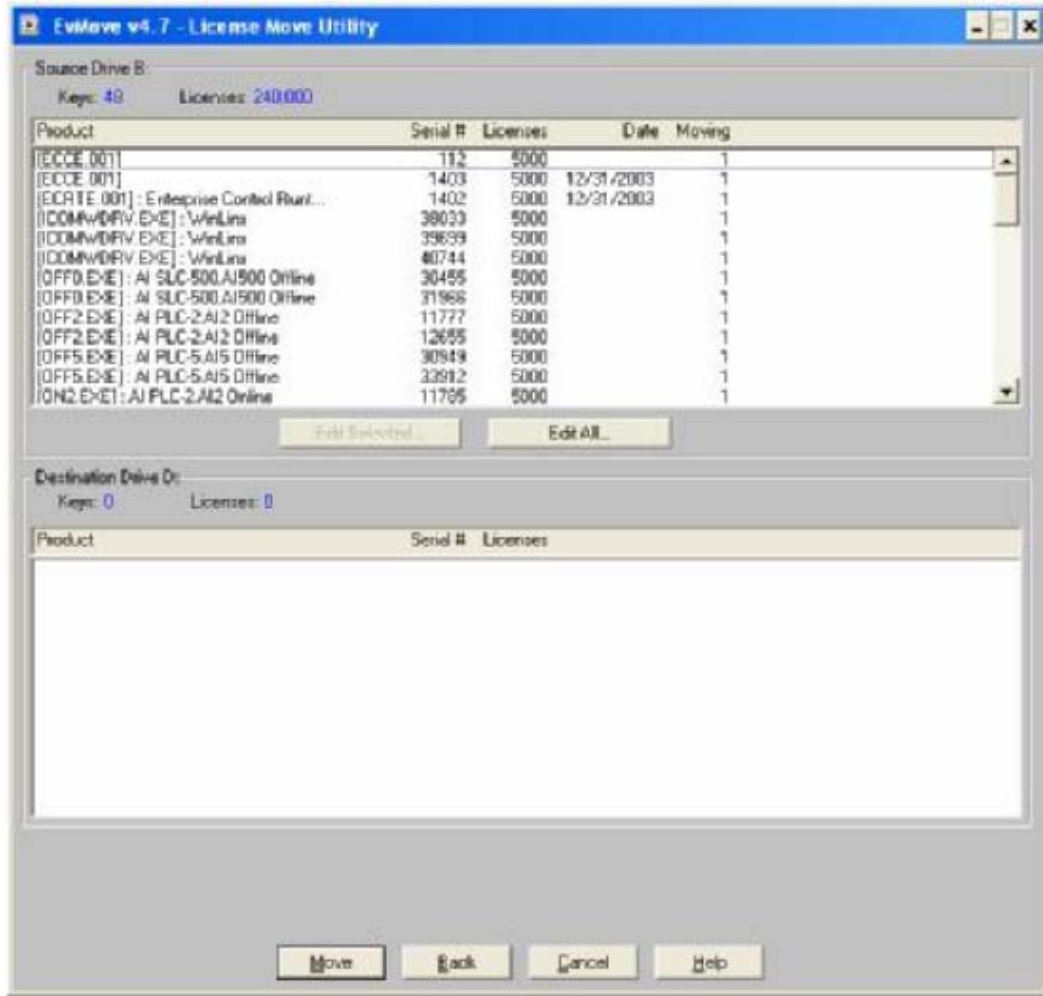 EvMove v4.7 - License Move Utility
Source Drive B:
Keys: 48 Licenses: 240,000
Product Serial # Licenses Date Moving
[ECCE.001] 112 5000 1
[ECCE.001] 1403 5000 12/31/2003 1
[ECRTE.001] : Enterprise Control Runt... 1402 5000 12/31/2003 1
[ICOMWDRV.EXE] : WinLinx 38033 5000 1
[ICOMWDRV.EXE] : WinLinx 39699 5000 1
[ICOMWDRV.EXE] : WinLinx 40744 5000 1
[OFF0.EXE] : AI SLC-500.AI500 Offline 30455 5000 1
[OFF0.EXE] : AI SLC-500.AI500 Offline 31966 5000 1
[OFF2.EXE] : AI PLC-2.AI2 Offline 11777 5000 1
[OFF2.EXE] : AI PLC-2.AI2 Offline 12655 5000 1
[OFF5.EXE] : AI PLC-5.AI5 Offline 30949 5000 1
[OFF5.EXE] : AI PLC-5.AI5 Offline 33912 5000 1
[ON2.EXE] : AI PLC-2.AI2 Online 11785 5000 1
Edit Selected... Edit All...
Destination Drive D:
Keys: 0 Licenses: 0
Product Serial # Licenses
Move Back Cancel Help